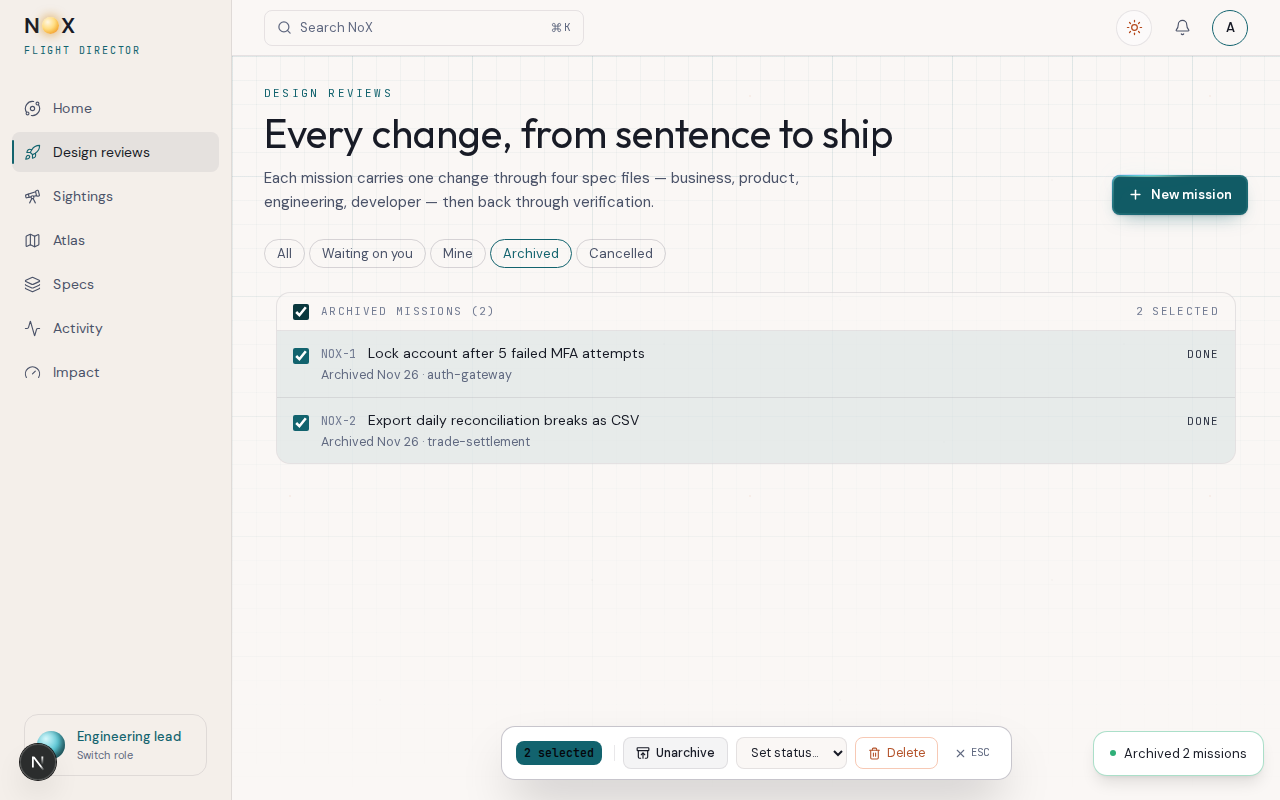 NOX
FLIGHT DIRECTOR
Search NoX
⌘K
A
Home
Design reviews
Sightings
Atlas
Specs
Activity
Impact
DESIGN REVIEWS
Every change, from sentence to ship
Each mission carries one change through four spec files — business, product,
engineering, developer — then back through verification.
New mission
All
Waiting on you
Mine
Archived
Cancelled
ARCHIVED MISSIONS (2)
2 SELECTED
NOX-1 Lock account after 5 failed MFA attempts
DONE
Archived Nov 26 · auth-gateway
NOX-2 Export daily reconciliation breaks as CSV
DONE
Archived Nov 26 · trade-settlement
Engineering lead
Switch role
N
2 selected
Unarchive
Set status…
Delete
ESC
Archived 2 missions